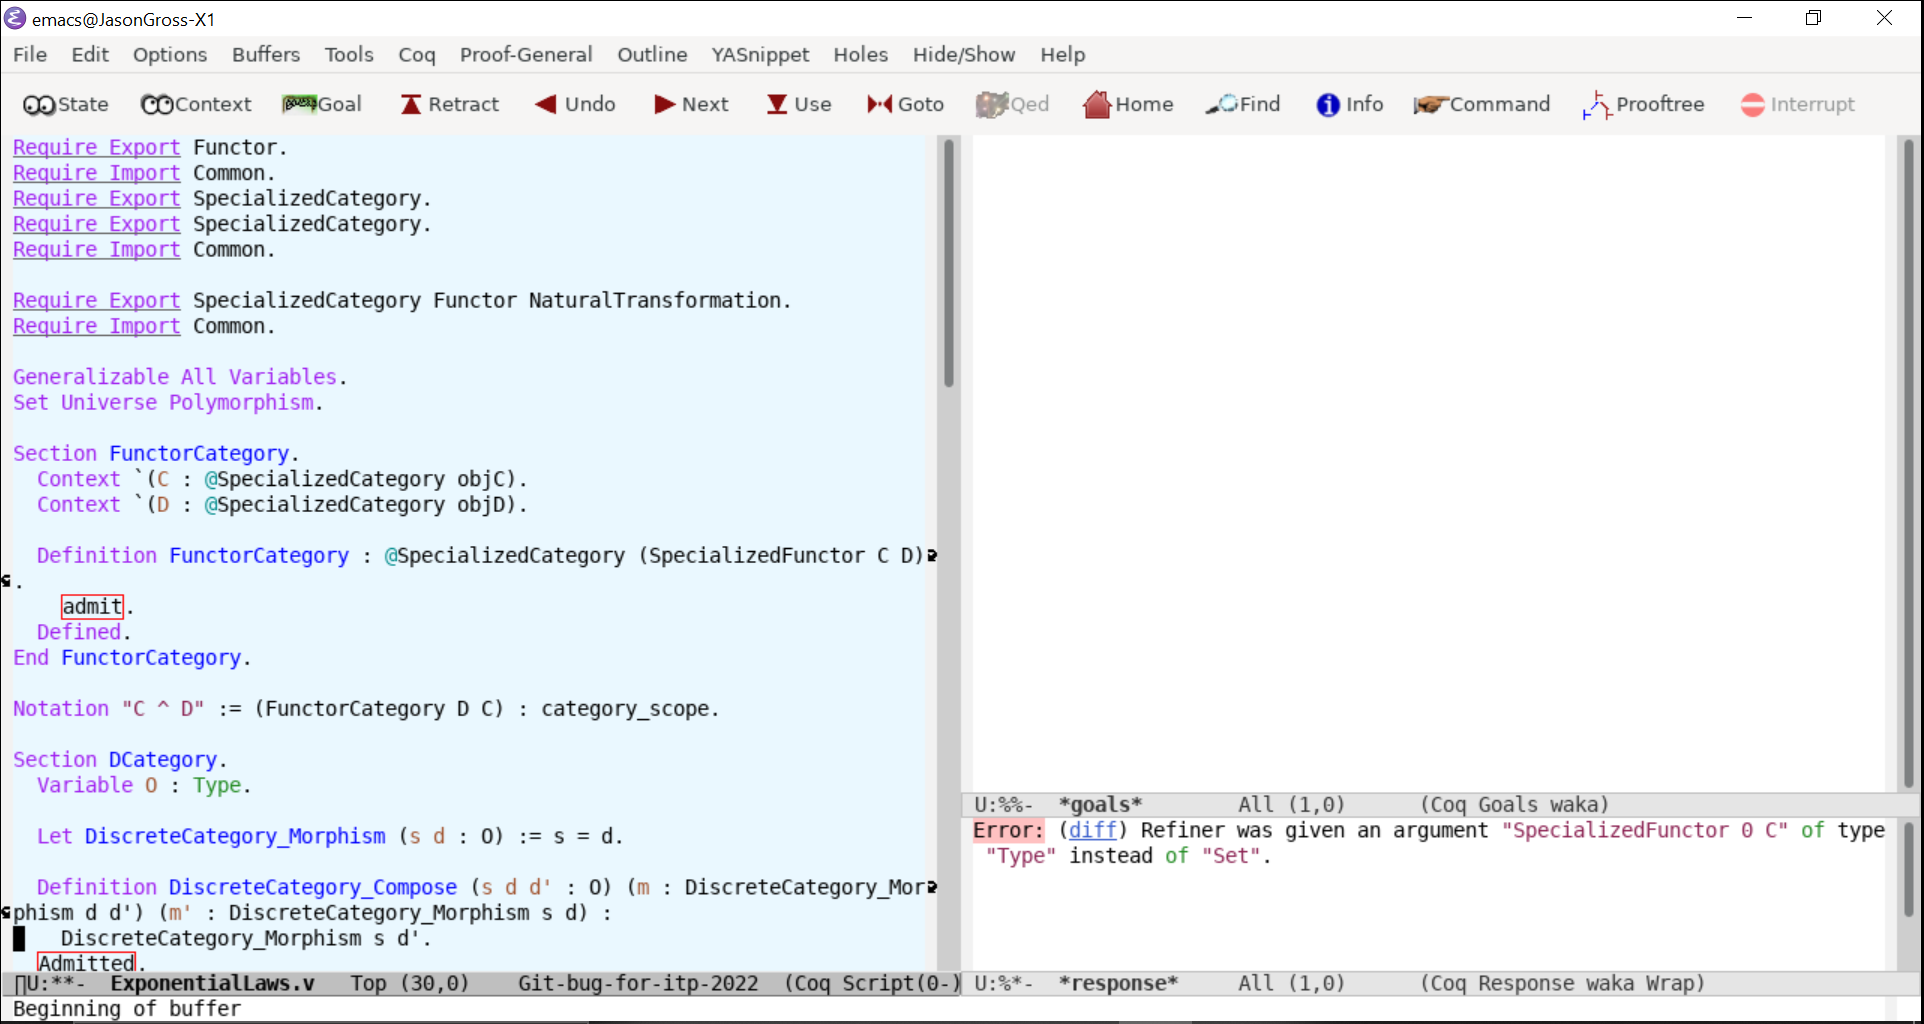 emacs@JasonGross-X1
File Edit Options Buffers Tools Coq Proof-General Outline YASnippet Holes Hide/Show Help
State Context Goal Retract Undo Next Use Goto Qed Home Find Info Command Prooftree Interrupt
Require Export Functor.
Require Import Common.
Require Export SpecializedCategory.
Require Export SpecializedCategory.
Require Import Common.
Require Export SpecializedCategory Functor NaturalTransformation.
Require Import Common.
Generalizable All Variables.
Set Universe Polymorphism.
Section FunctorCategory.
Context `(C : @SpecializedCategory objC).
Context `(D : @SpecializedCategory objD).
Definition FunctorCategory : @SpecializedCategory (SpecializedFunctor C D)
.
admit.
Defined.
End FunctorCategory.
Notation "C ^ D" := (FunctorCategory D C) : category_scope.
Section DCategory.
Variable O : Type.
Let DiscreteCategory_Morphism (s d : O) := s = d.
Definition DiscreteCategory_Compose (s d d' : O) (m : DiscreteCategory_Mor
phism d d') (m' : DiscreteCategory_Morphism s d) :
DiscreteCategory_Morphism s d'.
Admitted.
U:**- ExponentialLaws.v Top (30,0) Git-bug-for-itp-2022 (Coq Script(0-)
Beginning of buffer
U:%%- *goals* All (1,0) (Coq Goals waka)
Error: (diff) Refiner was given an argument "SpecializedFunctor 0 C" of type
"Type" instead of "Set".
U:%*- *response* All (1,0) (Coq Response waka Wrap)